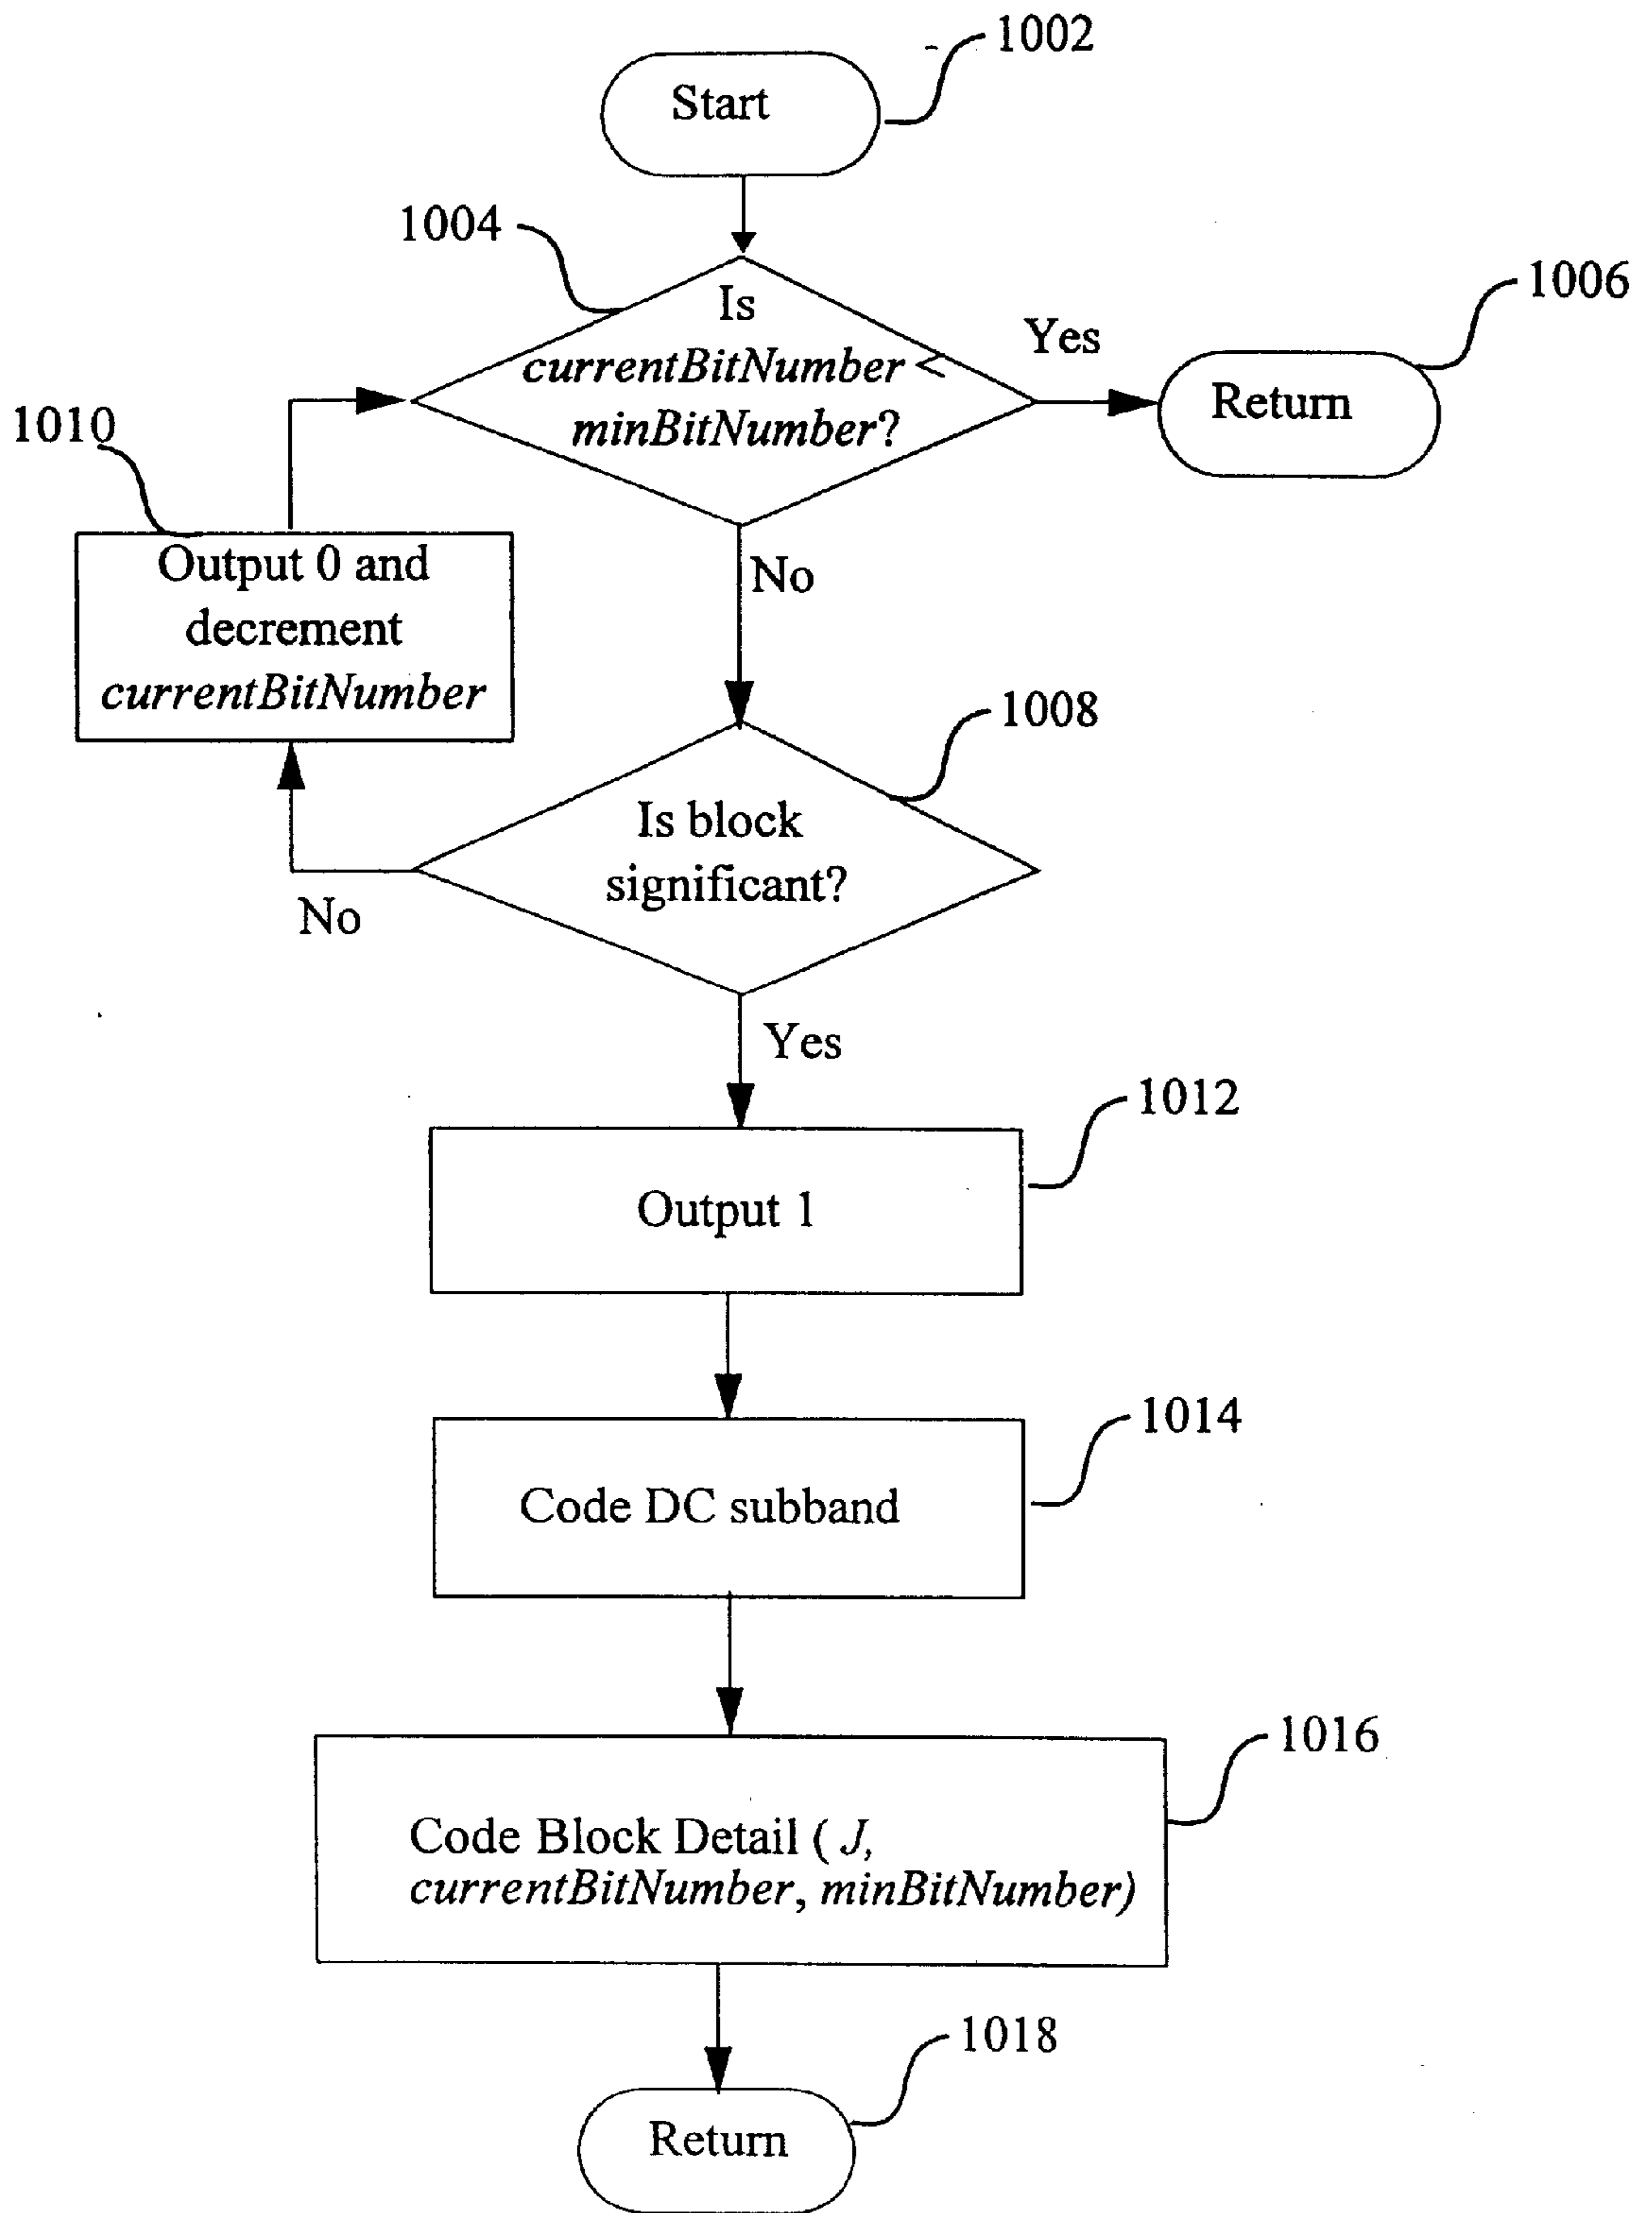 1002
Start
1004
Is
currentBitNumber <
minBitNumber?
Yes
1006
Return
1010
Output 0 and
decrement
currentBitNumber
No
1008
Is block
significant?
No
Yes
1012
Output 1
1014
Code DC subband
1016
Code Block Detail ( J,
currentBitNumber, minBitNumber)
1018
Return